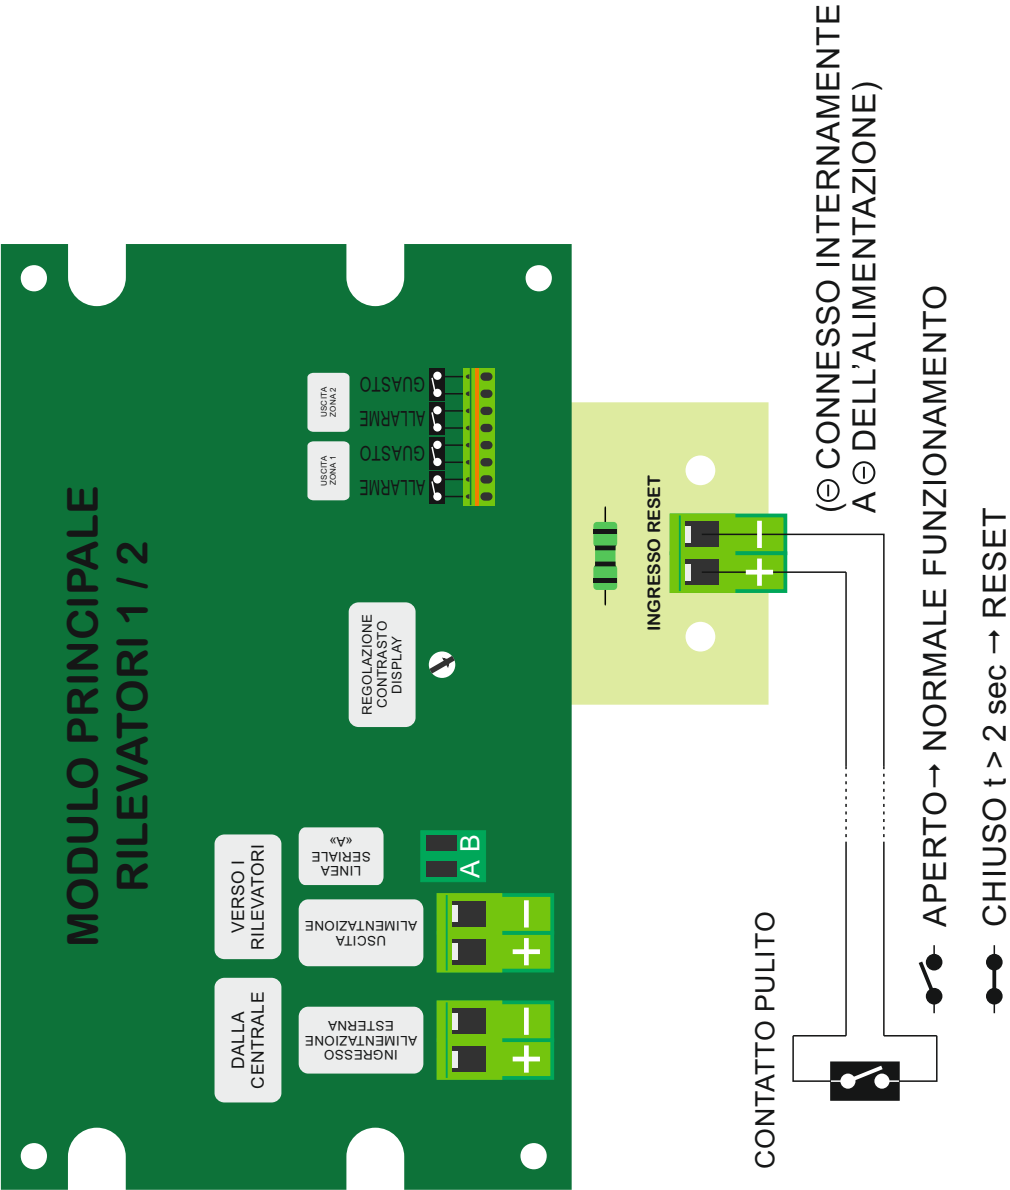 MODULO PRINCIPALE
RILEVATORI 1 / 2
DALLA
CENTRALE
VERSO I
RILEVATORI
INGRESSO
ALIMENTAZIONE
ESTERNA
USCITA
ALIMENTAZIONE
LINEA
SERIALE
«A»
A B
+ −
+ −
REGOLAZIONE
CONTRASTO
DISPLAY
USCITA
ZONA 1
USCITA
ZONA 2
ALLARME
GUASTO
ALLARME
GUASTO
INGRESSO RESET
+ −
CONTATTO PULITO
(⊖ CONNESSO INTERNAMENTE
A ⊖ DELL'ALIMENTAZIONE)
APERTO→ NORMALE FUNZIONAMENTO
CHIUSO t > 2 sec → RESET